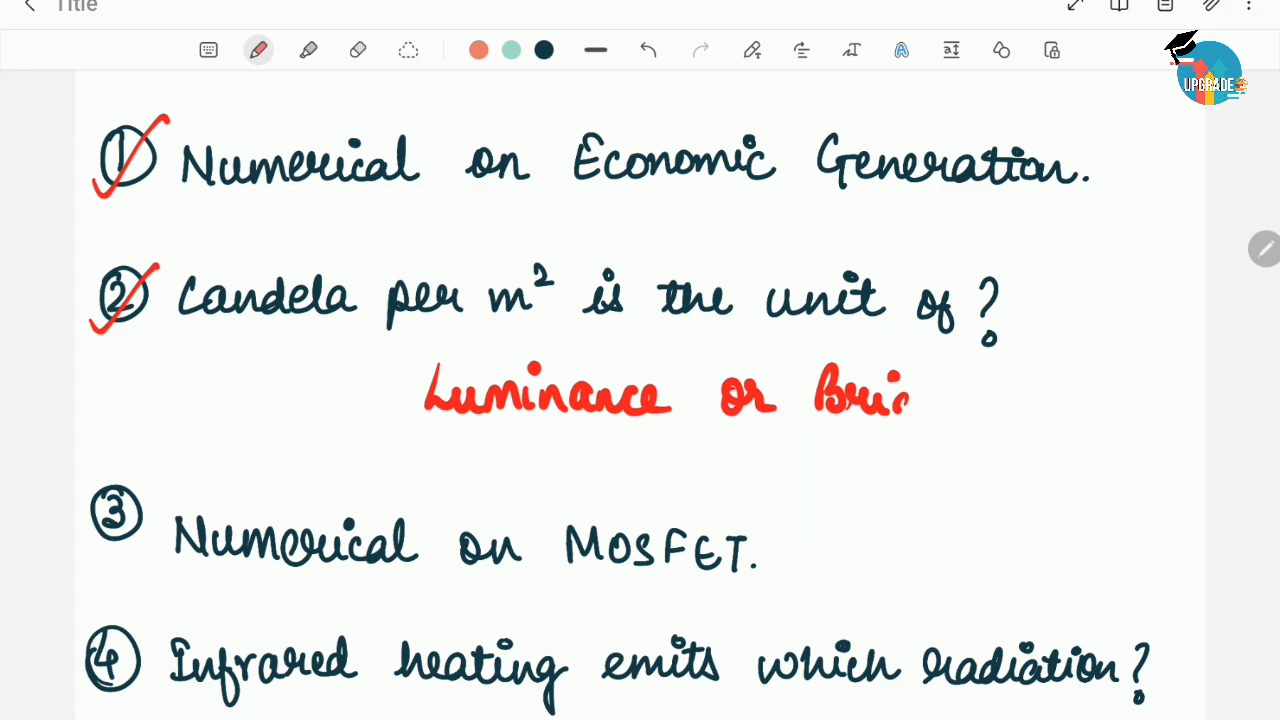 Title
UPGRADE
① Numerical on Economic Generation.
② Candela per m² is the unit of?
Luminance or Bri
③ Numerical on MOSFET.
④ Infrared heating emits which radiation?